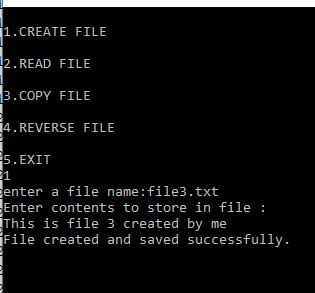 1.CREATE FILE
2.READ FILE
3.COPY FILE
4.REVERSE FILE
5.EXIT
1
enter a file name:file3.txt
Enter contents to store in file :
This is file 3 created by me
File created and saved successfully.